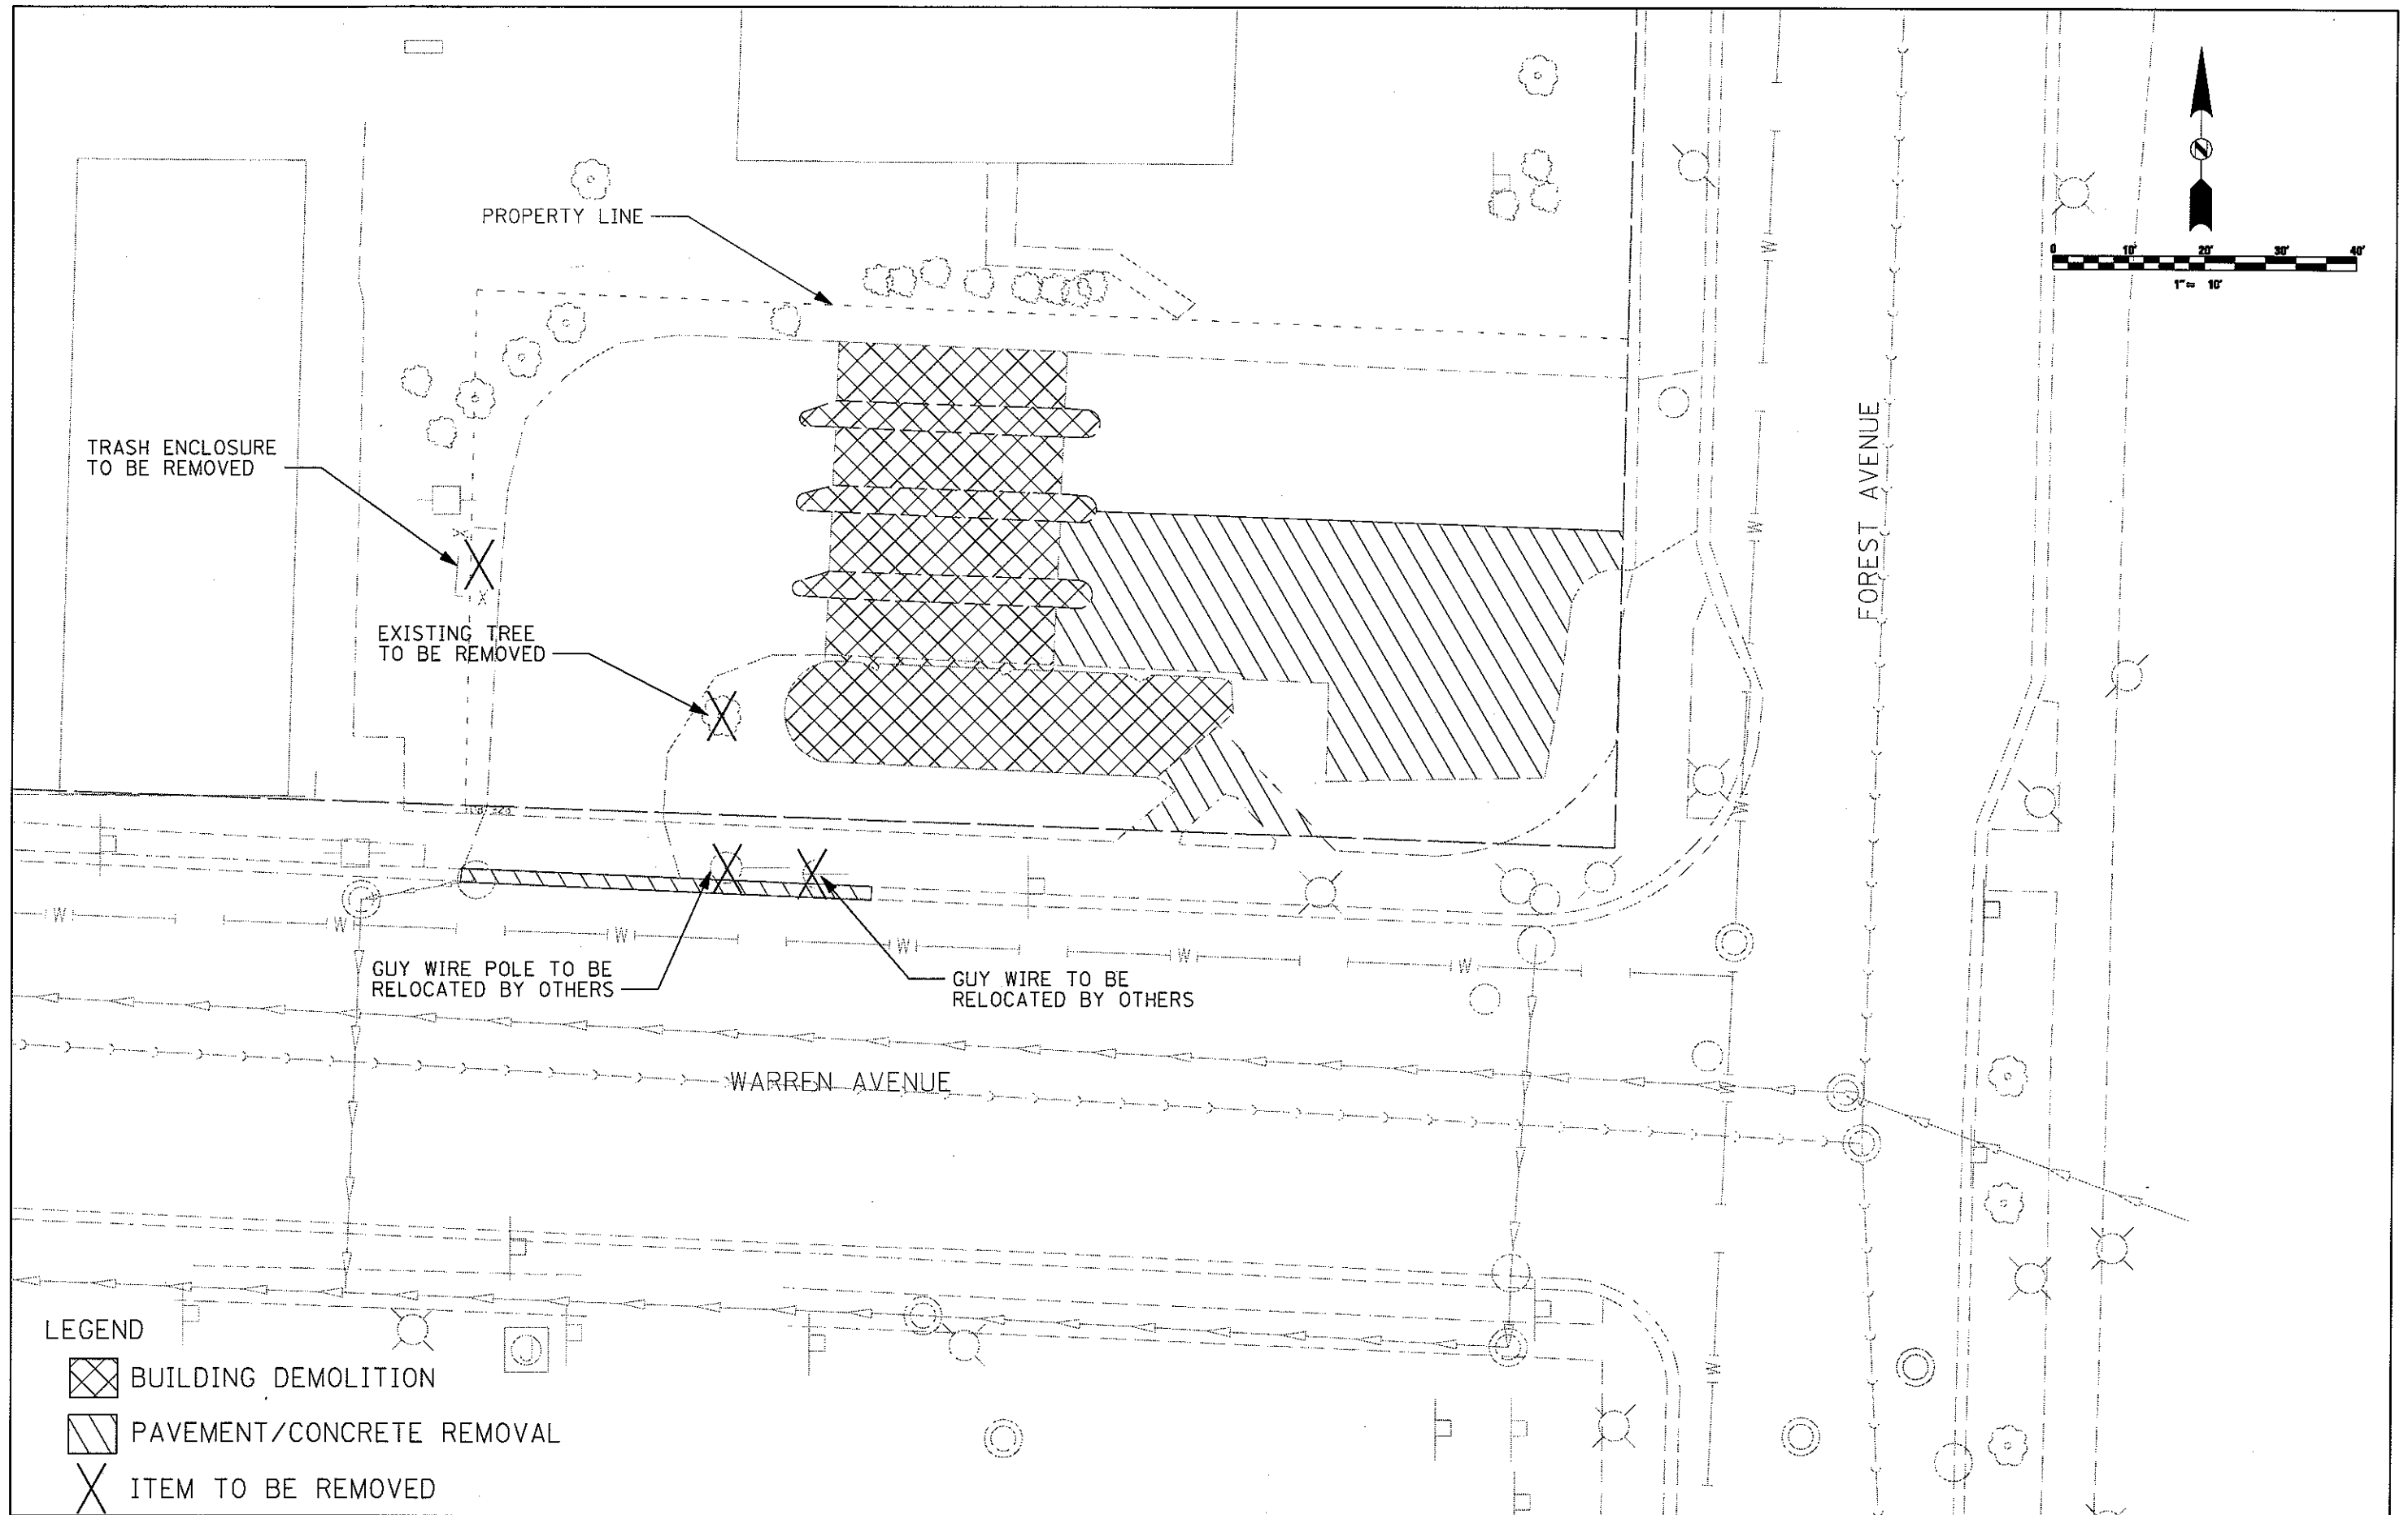 PROPERTY LINE
0 10' 20' 30' 40'
1"= 10'
TRASH ENCLOSURE
TO BE REMOVED
FOREST AVENUE
EXISTING TREE
TO BE REMOVED
X
X
W
W
W
W
W
W
W
W
W
W
W
W
GUY WIRE POLE TO BE
RELOCATED BY OTHERS
GUY WIRE TO BE
RELOCATED BY OTHERS
WARREN AVENUE
LEGEND
BUILDING DEMOLITION
PAVEMENT/CONCRETE REMOVAL
ITEM TO BE REMOVED